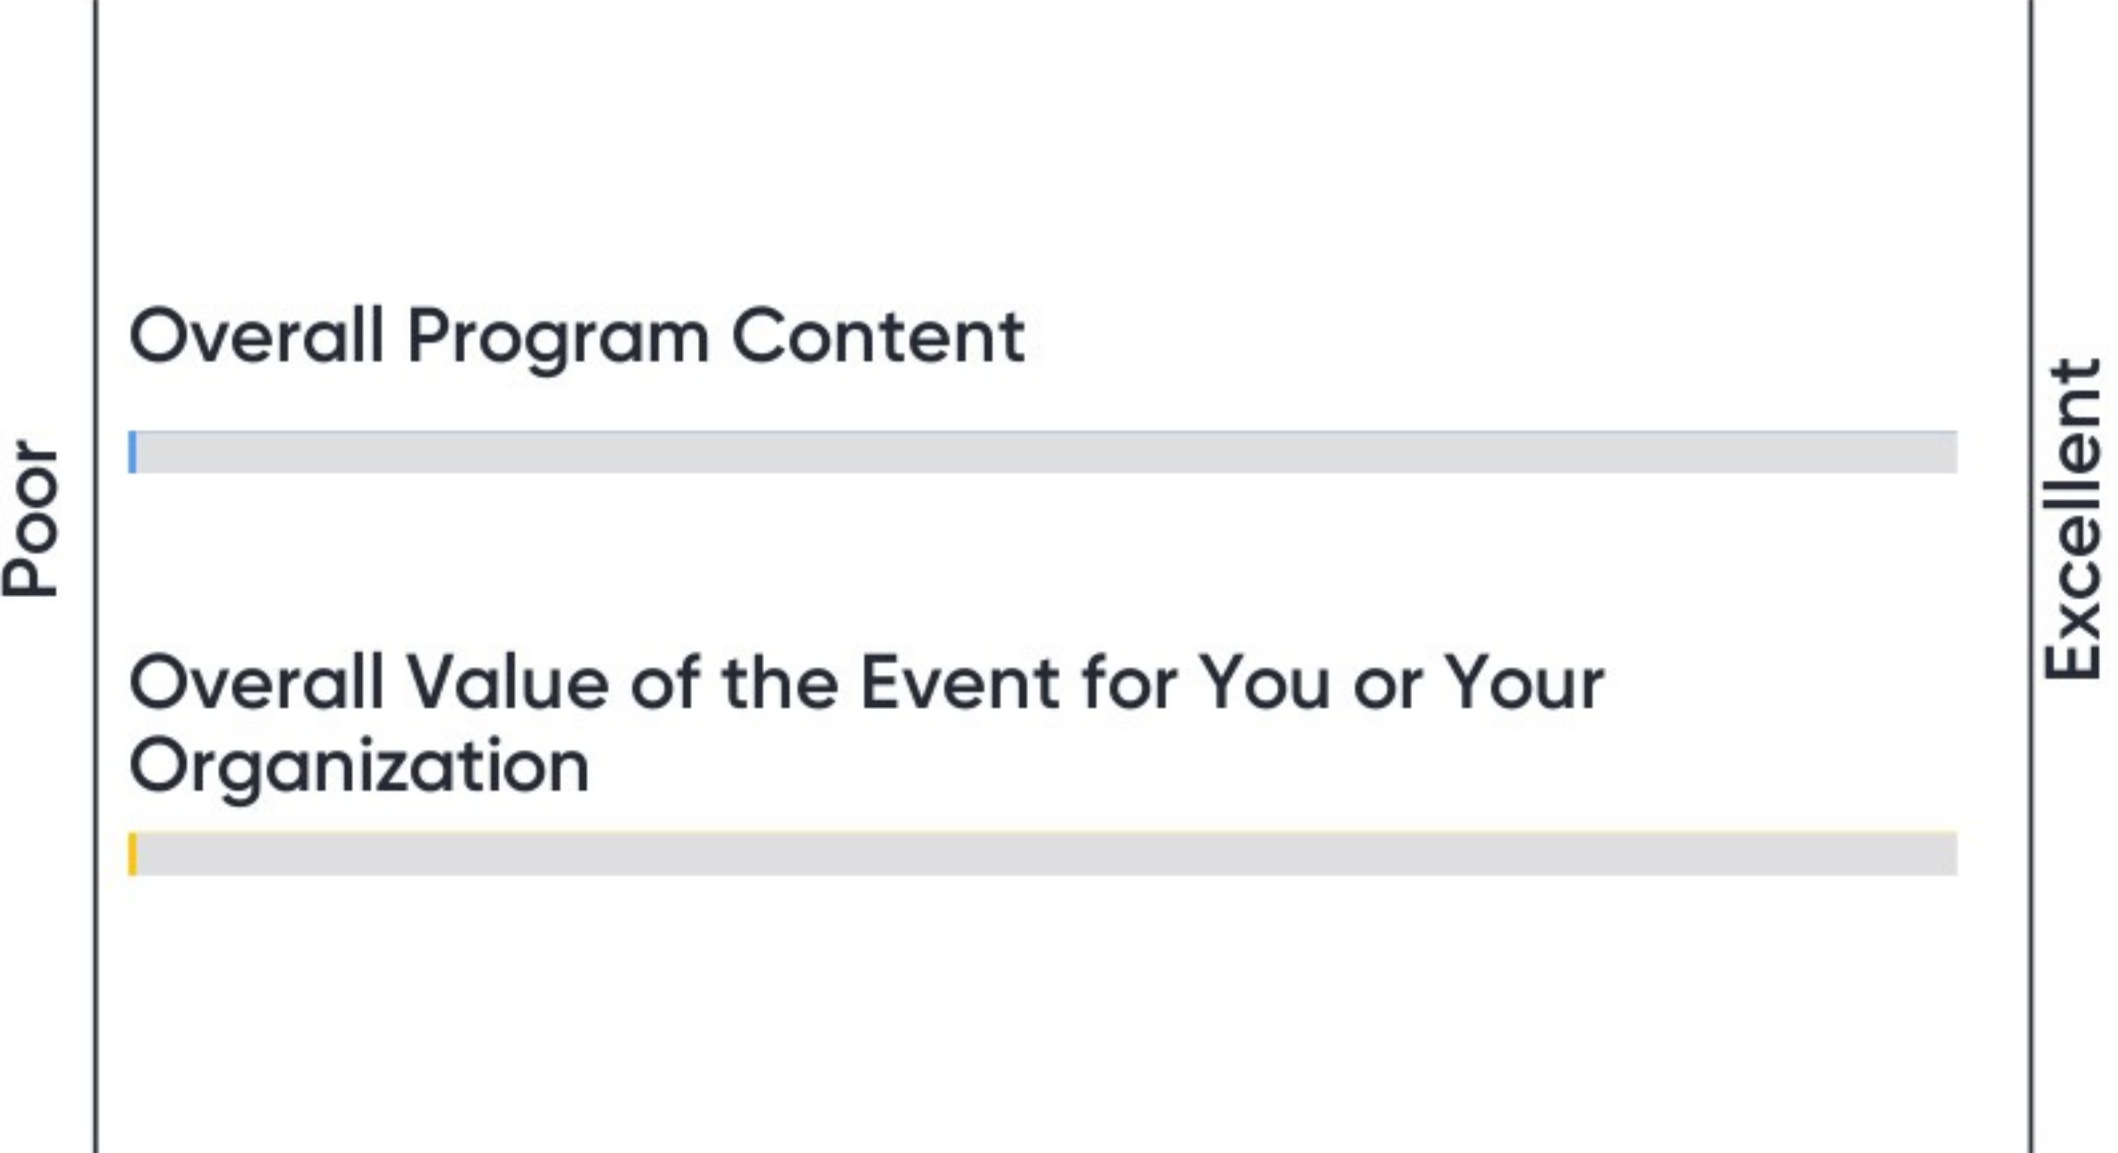 Poor
Overall Program Content
Overall Value of the Event for You or Your
Organization
Excellent